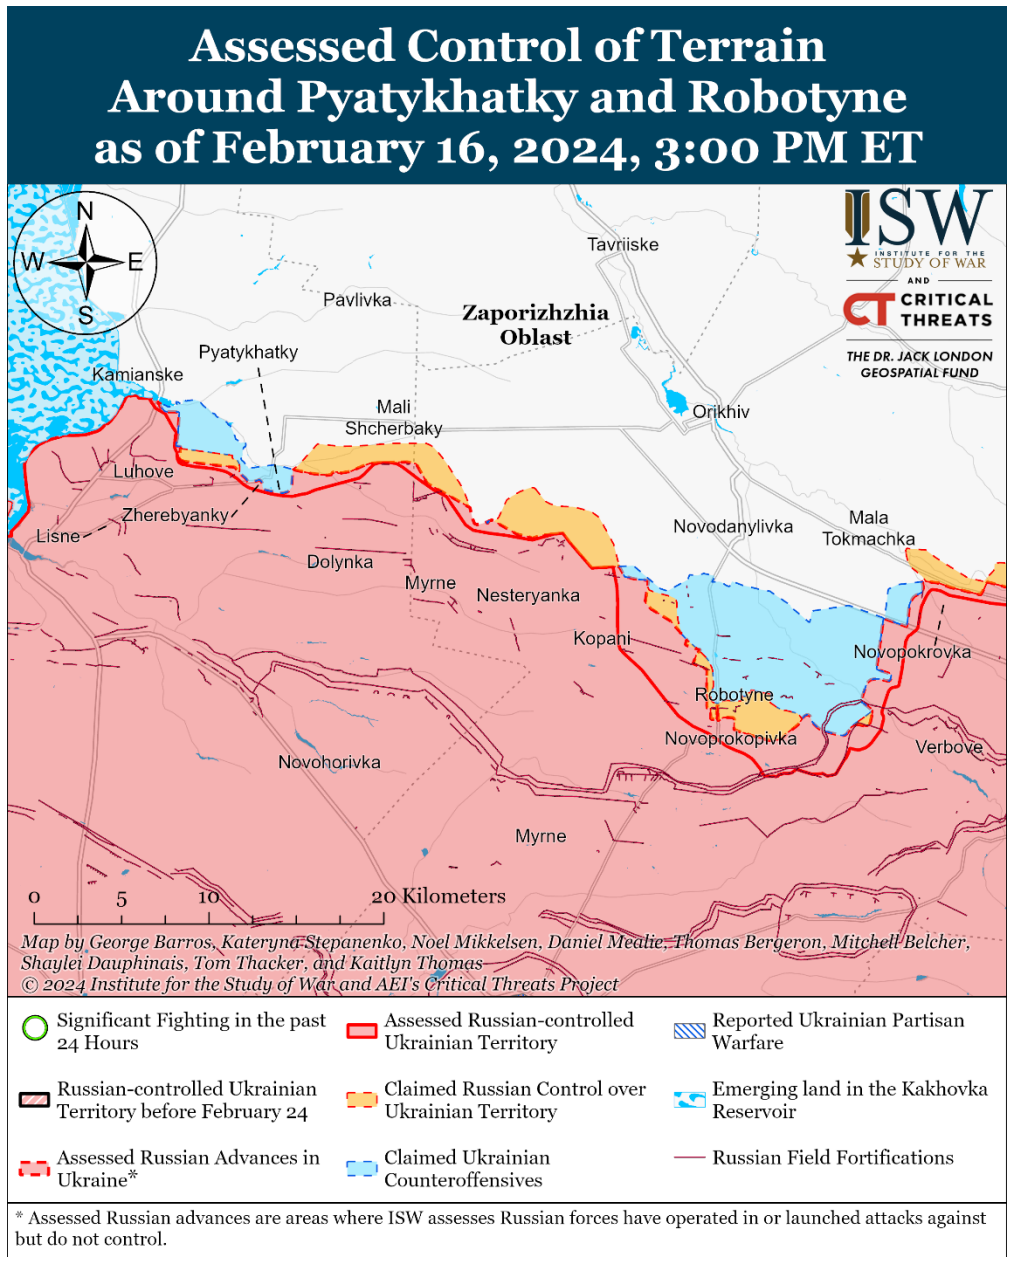 Assessed Control of Terrain
Around Pyatykhatky and Robotyne
as of February 16, 2024, 3:00 PM ET
N
W
E
S
ISW
INSTITUTE FOR THE
STUDY OF WAR
AND
CT CRITICAL
THREATS
THE DR. JACK LONDON
GEOSPATIAL FUND
Tavriiske
Pavlivka
Zaporizhzhia
Oblast
Pyatykhatky
Kamianske
Mali
Shcherbaky
Orikhiv
Luhove
Zherebyanky
Lisne
Novodanylivka
Mala
Tokmachka
Dolynka
Myrne
Nesteryanka
Kopani
Novopokrovka
Robotyne
Novoprokopivka
Verbove
Novohorivka
Myrne
0 5 10 20 Kilometers
Map by George Barros, Kateryna Stepanenko, Noel Mikkelsen, Daniel Mealie, Thomas Bergeron, Mitchell Belcher,
Shaylei Dauphinais, Tom Thacker, and Kaitlyn Thomas
© 2024 Institute for the Study of War and AEI's Critical Threats Project
Significant Fighting in the past
24 Hours
Assessed Russian-controlled
Ukrainian Territory
Reported Ukrainian Partisan
Warfare
Russian-controlled Ukrainian
Territory before February 24
Claimed Russian Control over
Ukrainian Territory
Emerging land in the Kakhovka
Reservoir
Assessed Russian Advances in
Ukraine*
Claimed Ukrainian
Counteroffensives
Russian Field Fortifications
* Assessed Russian advances are areas where ISW assesses Russian forces have operated in or launched attacks against
but do not control.